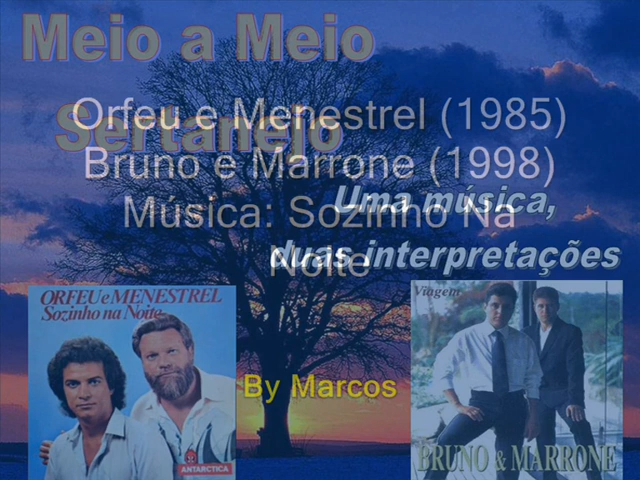 Meio a Meio
Sertanejo
Orfeu e Menestrel (1985)
Bruno e Marrone (1998)
Música: Sozinho Na
Noite
Uma música,
duas interpretações
ORFEU e MENESTREL
Sozinho na Noite
ANTARCTICA
By Marcos
Viagem
BRUNO & MARRONE